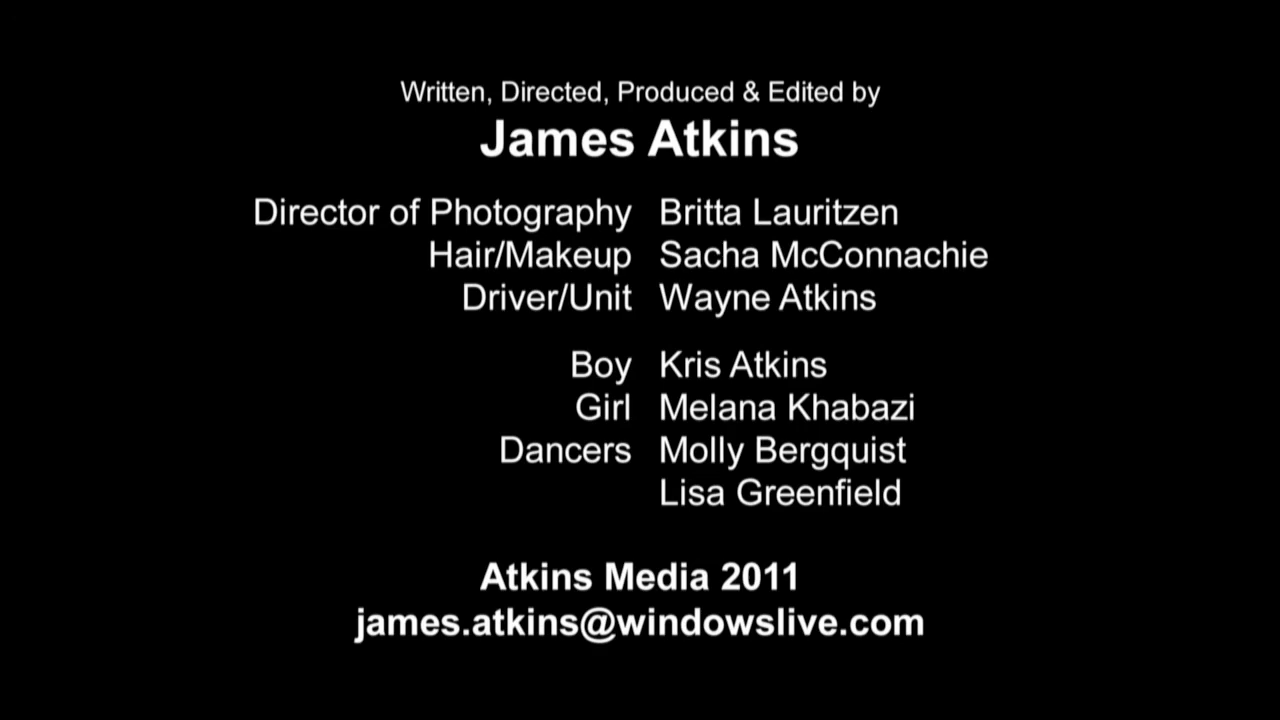 Written, Directed, Produced & Edited by
James Atkins
Director of Photography Britta Lauritzen
Hair/Makeup Sacha McConnachie
Driver/Unit Wayne Atkins
Boy Kris Atkins
Girl Melana Khabazi
Dancers Molly Bergquist
Lisa Greenfield
Atkins Media 2011
james.atkins@windowslive.com